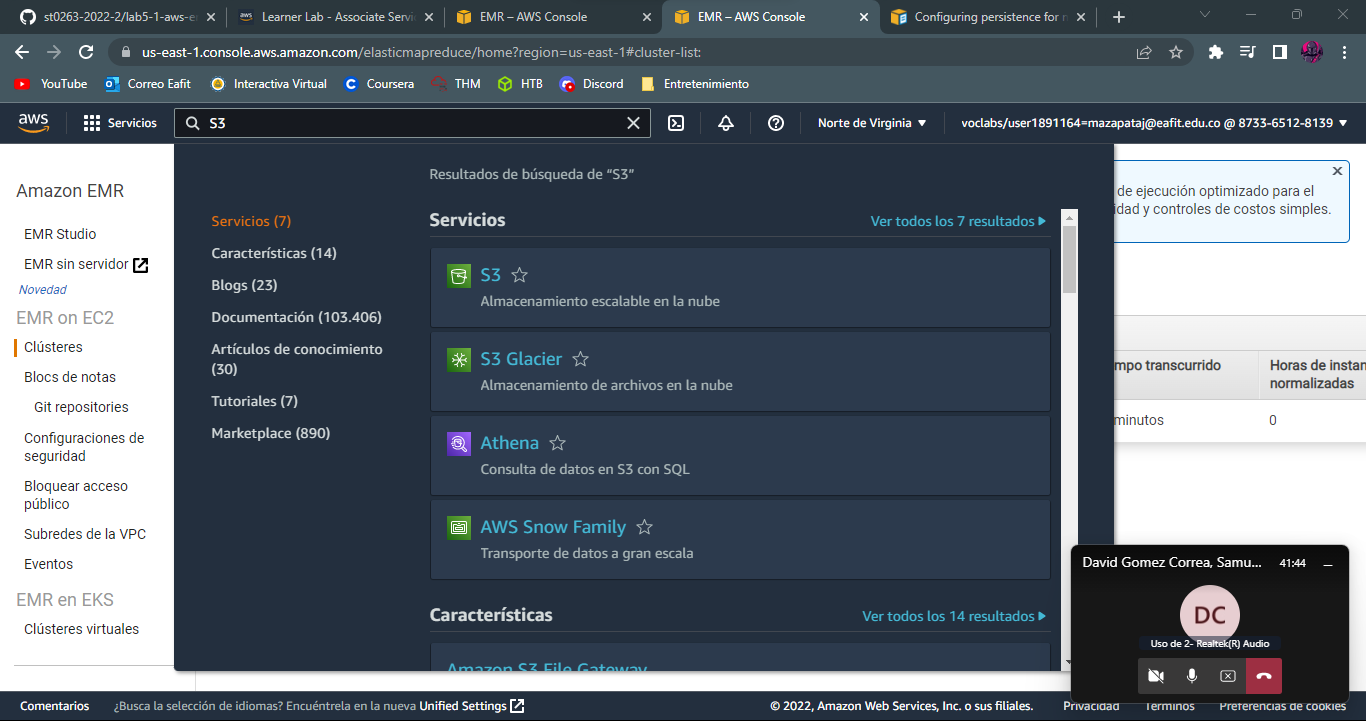 st0263-2022-2/lab5-1-aws-e
Learner Lab - Associate Servi
EMR – AWS Console
EMR – AWS Console
Configuring persistence for n
us-east-1.console.aws.amazon.com/elasticmapreduce/home?region=us-east-1#cluster-list:
YouTube
Correo Eafit
Interactiva Virtual
Coursera
THM
HTB
Discord
Entretenimiento
aws
Servicios
S3
Norte de Virginia
voclabs/user1891164=mazapataj@eafit.edu.co @ 8733-6512-8139
Amazon EMR
EMR Studio
EMR sin servidor
Novedad
EMR on EC2
Clústeres
Blocs de notas
Git repositories
Configuraciones de
seguridad
Bloquear acceso
público
Subredes de la VPC
Eventos
EMR en EKS
Clústeres virtuales
Resultados de búsqueda de “S3”
Servicios (7)
Características (14)
Blogs (23)
Documentación (103.406)
Artículos de conocimiento
(30)
Tutoriales (7)
Marketplace (890)
Servicios
Ver todos los 7 resultados
S3
Almacenamiento escalable en la nube
S3 Glacier
Almacenamiento de archivos en la nube
Athena
Consulta de datos en S3 con SQL
AWS Snow Family
Transporte de datos a gran escala
Características
Ver todos los 14 resultados
Amazon S3 File Gateway
de ejecución optimizado para el
idad y controles de costos simples.
mpo transcurrido
Horas de instan
normalizadas
minutos
0
David Gomez Correa, Samu...
41:44
DC
Uso de 2- Realtek(R) Audio
Comentarios
¿Busca la selección de idiomas? Encuéntrela en la nueva Unified Settings
© 2022, Amazon Web Services, Inc. o sus filiales.
Privacidad
Términos
Preferencias de cookies